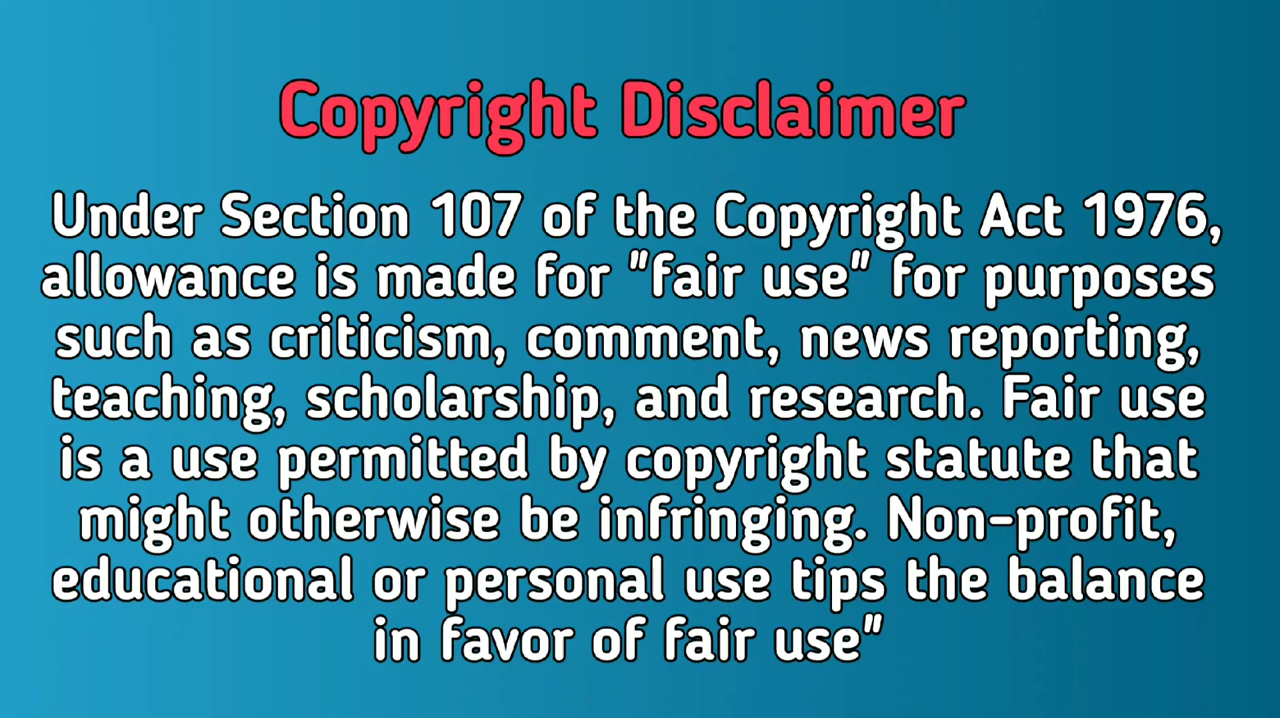 Copyright Disclaimer
Under Section 107 of the Copyright Act 1976,
allowance is made for "fair use" for purposes
such as criticism, comment, news reporting,
teaching, scholarship, and research. Fair use
is a use permitted by copyright statute that
might otherwise be infringing. Non-profit,
educational or personal use tips the balance
in favor of fair use"